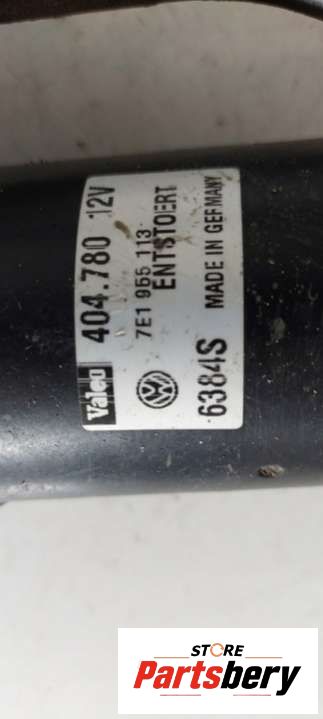 Valeo 404.780 12V
7E1 955 113
ENTSTOERT
6384S MADE IN GERMANY
STORE
Partsbery